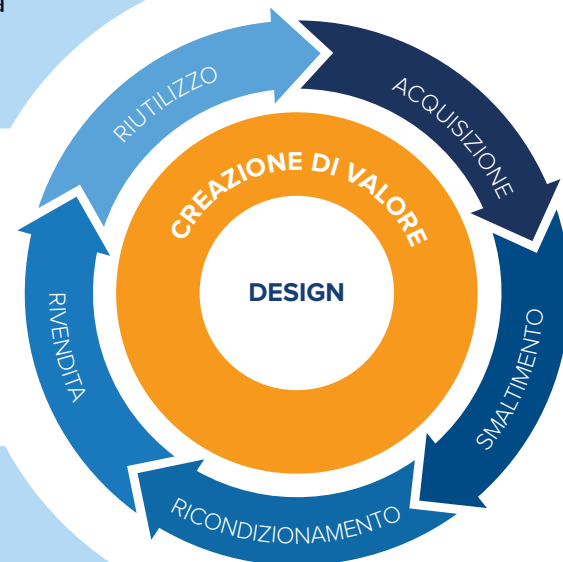 RIUTILIZZO
ACQUISIZIONE
CREAZIONE DI VALORE
DESIGN
RIVENDITA
SMALTIMENTO
RICONDIZIONAMENTO